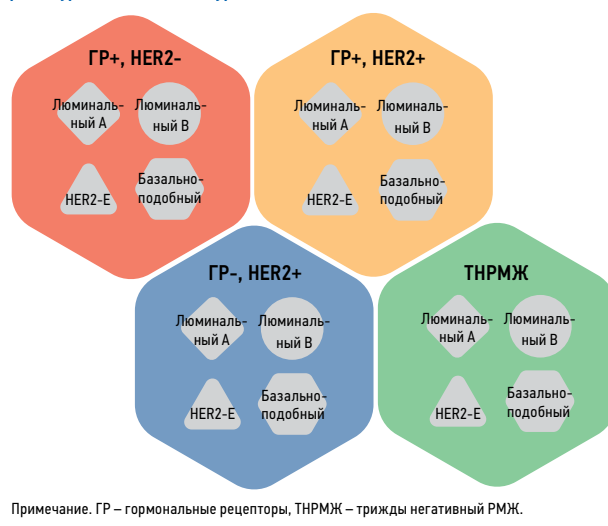 ГР+, HER2-
Люминаль-
ный А
Люминаль-
ный В
HER2-E
Базально-
подобный
ГР+, HER2+
Люминаль-
ный А
Люминаль-
ный В
HER2-E
Базально-
подобный
ГР-, HER2+
Люминаль-
ный А
Люминаль-
ный В
HER2-E
Базально-
подобный
ТНРМЖ
Люминаль-
ный А
Люминаль-
ный В
HER2-E
Базально-
подобный
Примечание. ГР – гормональные рецепторы, ТНРМЖ – трижды негативный РМЖ.